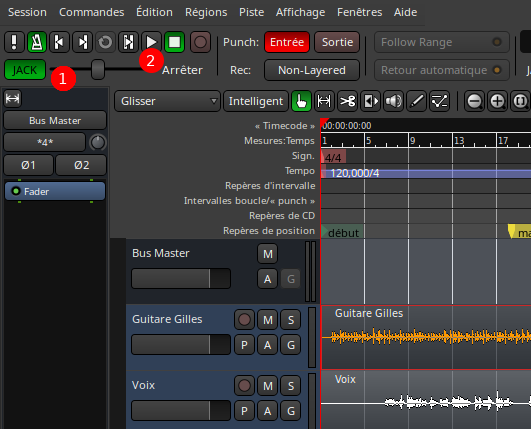 Session Commandes Édition Régions Piste Affichage Fenêtres Aide
Punch: Entrée Sortie Follow Range
JACK 1 2 Arrêter Rec: Non-Layered Retour automatique
Glisser Intelligent
Bus Master
*4*
Ø1 Ø2
Fader
« Timecode » 00:00:00:00
Mesures:Temps 1 5 9 13 17
Sign. 4/4
Tempo 120,000/4
Repères d'intervalle
Intervalles boucle/« punch »
Repères de CD
Repères de position début ma
Bus Master M
A G
Guitare Gilles M S Guitare Gilles
P A G
Voix M S Voix
P A G